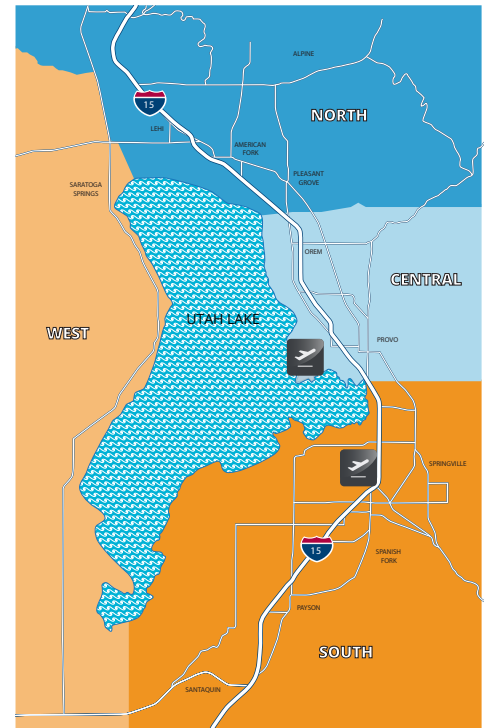 ALPINE
15
NORTH
LEHI
AMERICAN
FORK
PLEASANT
GROVE
SARATOGA
SPRINGS
OREM
CENTRAL
UTAH LAKE
WEST
PROVO
SPRINGVILLE
15
SPANISH
FORK
PAYSON
SOUTH
SANTAQUIN